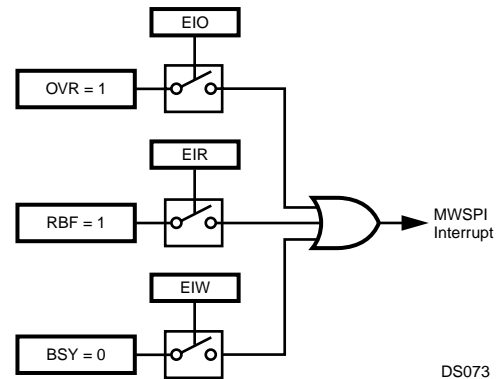 EIO
OVR = 1
EIR
RBF = 1
MWSPI
Interrupt
EIW
BSY = 0
DS073